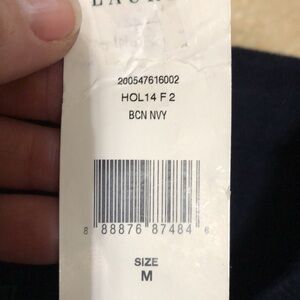 200547616002
HOL14 F 2
BCN NVY
8 88876 87484 6
SIZE
M